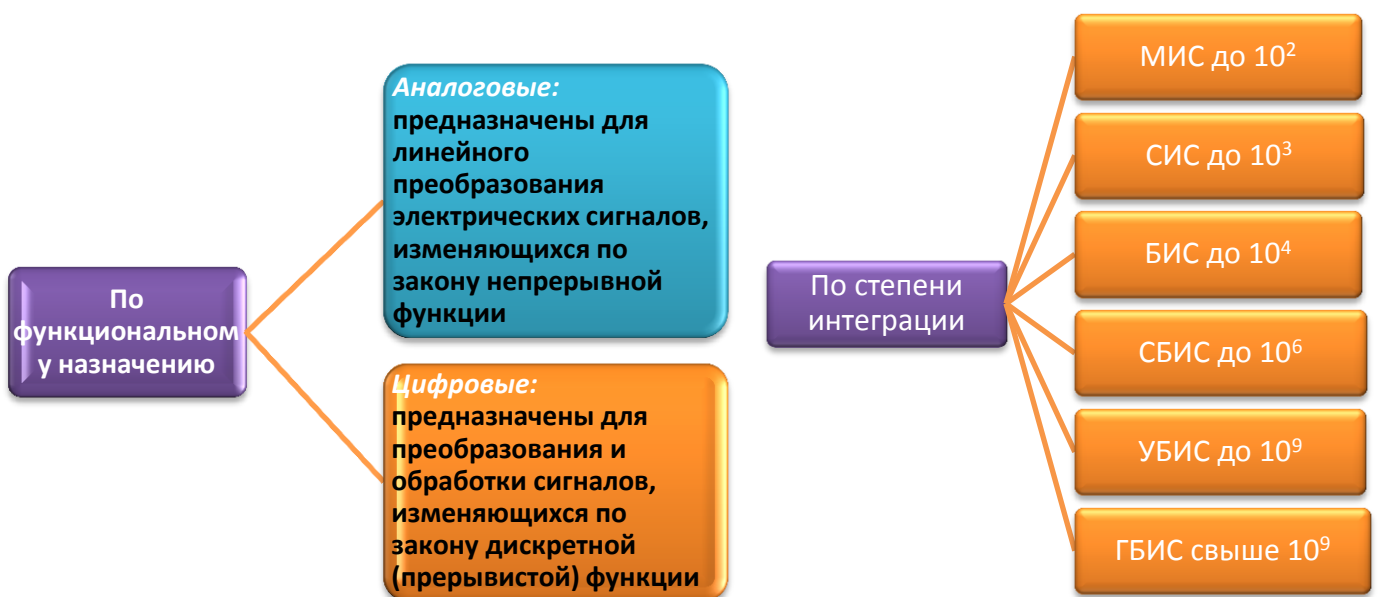 По
функциональном
у назначению
Аналоговые:
предназначены для
линейного
преобразования
электрических сигналов,
изменяющихся по
закону непрерывной
функции
Цифровые:
предназначены для
преобразования и
обработки сигналов,
изменяющихся по
закону дискретной
(прерывистой) функции
По степени
интеграции
МИС до 10²
СИС до 10³
БИС до 10⁴
СБИС до 10⁶
УБИС до 10⁹
ГБИС свыше 10⁹